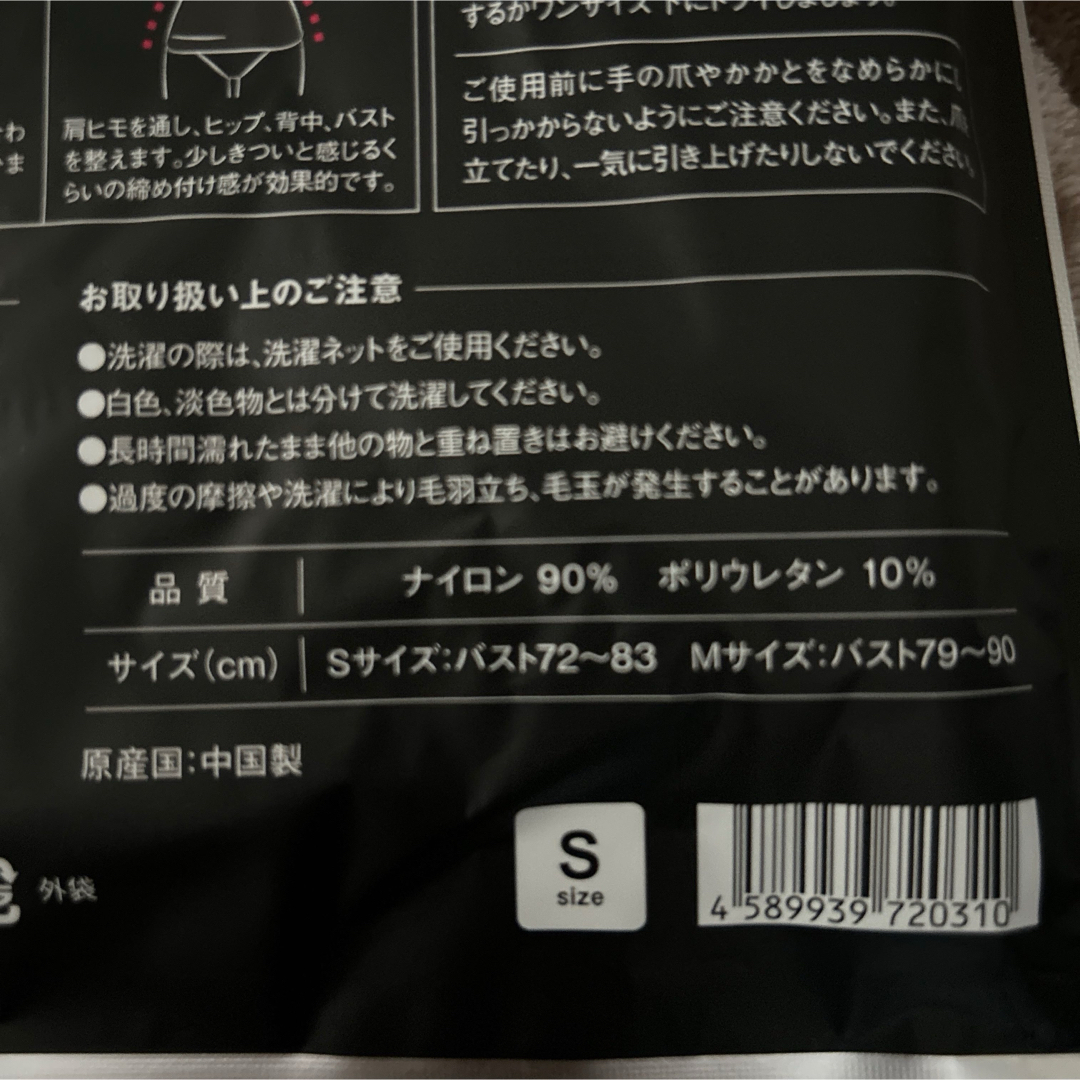 肩ヒモを通し、ヒップ、背中、バスト
を整えます。少しきついと感じるく
らいの締め付け感が効果的です。
ご使用前に手の爪やかかとをなめらかにし
引っかからないようにご注意ください。また、爪
立てたり、一気に引き上げたりしないでください。
お取り扱い上のご注意
●洗濯の際は、洗濯ネットをご使用ください。
●白色、淡色物とは分けて洗濯してください。
●長時間濡れたまま他の物と重ね置きはお避けください。
●過度の摩擦や洗濯により毛羽立ち、毛玉が発生することがあります。
品質 ナイロン 90% ポリウレタン 10%
サイズ(cm) Sサイズ:バスト72〜83 Mサイズ:バスト79〜90
原産国:中国製
外袋
S
size
4 589939 720310